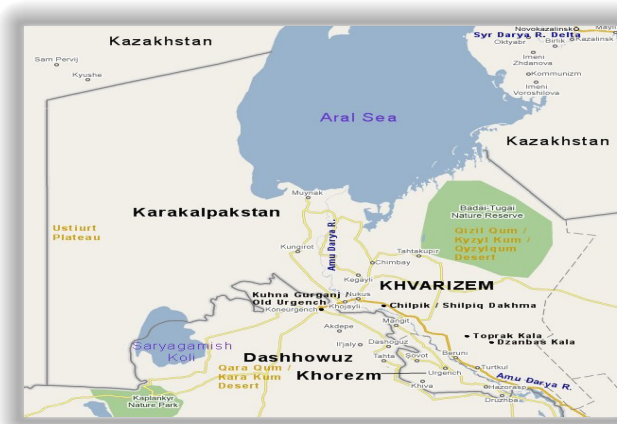 Novokazalinsk
Kazakhstan
Syr Darya R. Delta
Oktyabr
Birlik
Kazalinsk
Sam Pervij
Kyushe
Imeni
Zhdanova
Kommunizm
Imeni
Voroshilova
Aral Sea
Kazakhstan
Muynak
Karakalpakstan
Badai-Tugai
Nature Reserve
Ustiurt
Plateau
Amu Darya R.
Qizil Qum /
Kyzyl Kum /
Qyzylqum
Desert
Kungirot
Tahtakupir
Chimbay
Kagayli
KHVARIZEM
Kuhna Gurganj /
Old Urgench
Nukus
Chilpik / Shilpiq Dakhma
Koneurgench
Khojayli
Mangit
Akdepe
Toprak Kala
Dzanbas Kala
Saryagamish
Koli
Il'jaly
Dashoguz
Dashhowuz
Tahta
Sovot
Beruni
Qara Qum /
Kara Kum
Desert
Khorezm
Urgench
Turtkul
Amu Darya R.
Khiva
Hazorasp
Druzhba
Kaplankyr
Nature Park